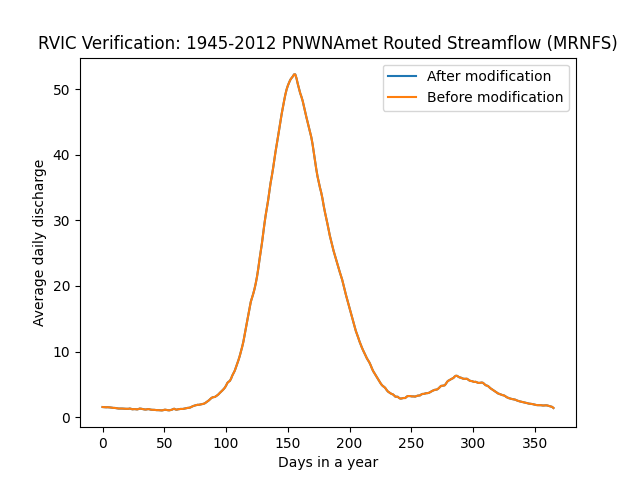 RVIC Verification: 1945-2012 PNWNAmet Routed Streamflow (MRNFS)
After modification
Before modification
Average daily discharge
50
40
30
20
10
0
0 50 100 150 200 250 300 350
Days in a year